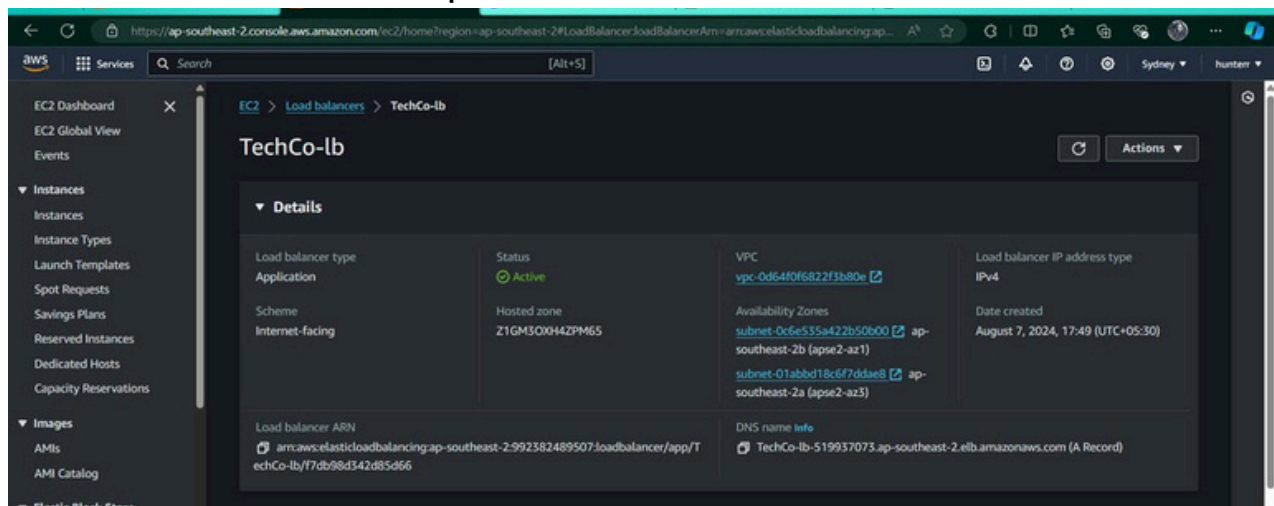 https://ap-southeast-2.console.aws.amazon.com/ec2/home?region=ap-southeast-2#LoadBalancer:loadBalancerArn=arn:aws:elasticloadbalancing:ap...
aws Services Search [Alt+S] Sydney ▼ hunterr ▼
EC2 Dashboard
EC2 Global View
Events
▼ Instances
Instances
Instance Types
Launch Templates
Spot Requests
Savings Plans
Reserved Instances
Dedicated Hosts
Capacity Reservations
▼ Images
AMIs
AMI Catalog
Elastic Block Store
EC2 > Load balancers > TechCo-lb
TechCo-lb
Actions ▼
▼ Details
Load balancer type
Application
Status
Active
VPC
vpc-0d64f0f6822f3b80e
Load balancer IP address type
IPv4
Scheme
Internet-facing
Hosted zone
Z1GM3OXH4ZPM65
Availability Zones
subnet-0c6e535a422b50b00 ap-
southeast-2b (apse2-az1)
subnet-01abbd18c6f7ddae8 ap-
southeast-2a (apse2-az3)
Date created
August 7, 2024, 17:49 (UTC+05:30)
Load balancer ARN
arn:aws:elasticloadbalancing:ap-southeast-2:992382489507:loadbalancer/app/T
echCo-lb/f7db98d342d85d66
DNS name Info
TechCo-lb-519937073.ap-southeast-2.elb.amazonaws.com (A Record)